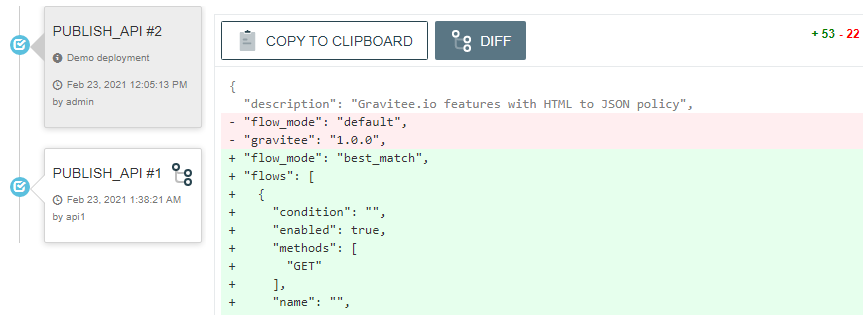 PUBLISH_API #2
Demo deployment
Feb 23, 2021 12:05:13 PM
by admin
PUBLISH_API #1
Feb 23, 2021 1:38:21 AM
by api1
COPY TO CLIPBOARD
DIFF
+ 53 - 22
{
"description": "Gravitee.io features with HTML to JSON policy",
- "flow_mode": "default",
- "gravitee": "1.0.0",
+ "flow_mode": "best_match",
+ "flows": [
+ {
+ "condition": "",
+ "enabled": true,
+ "methods": [
+ "GET"
+ ],
+ "name": "",